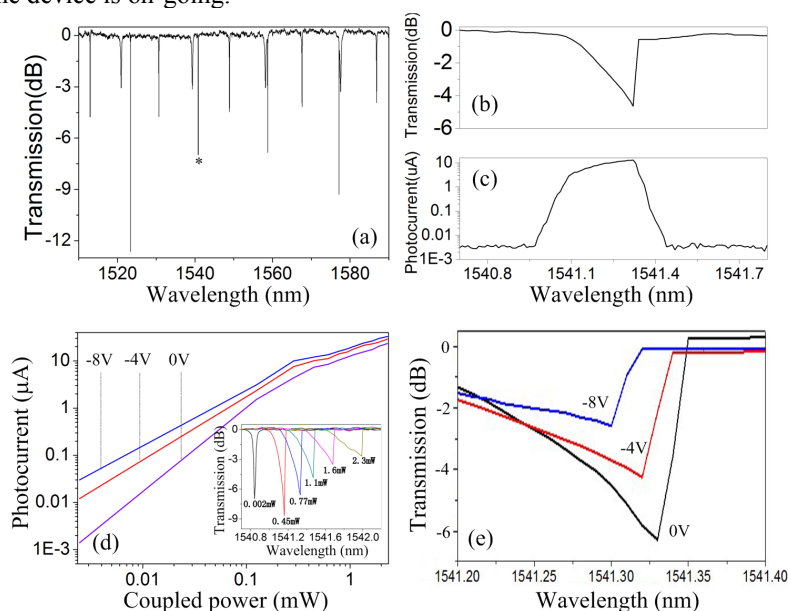 ne device is on-going.
Transmission(dB)
0
-3
-6
-9
-12
*
(a)
1520 1540 1560 1580
Wavelength (nm)
Transmission(dB)
0
-2
-4
-6
(b)
Photocurrent(uA)
10
1
0.1
0.01
1E-3
(c)
1540.8 1541.1 1541.4 1541.7
Wavelength (nm)
Photocurrent (μA)
10
1
0.1
0.01
1E-3
-8V -4V 0V
(d)
0.01 0.1 1
Coupled power (mW)
Transmission (dB)
0
-3
-6
-9
0.002mW
0.45mW
0.77mW
1.1mW
1.6mW
2.3mW
1540.8 1541.2 1541.6 1542.0
Wavelength (nm)
Transmission (dB)
0
-2
-4
-6
-8V
-4V
0V
(e)
1541.20 1541.25 1541.30 1541.35 1541.40
Wavelength (nm)